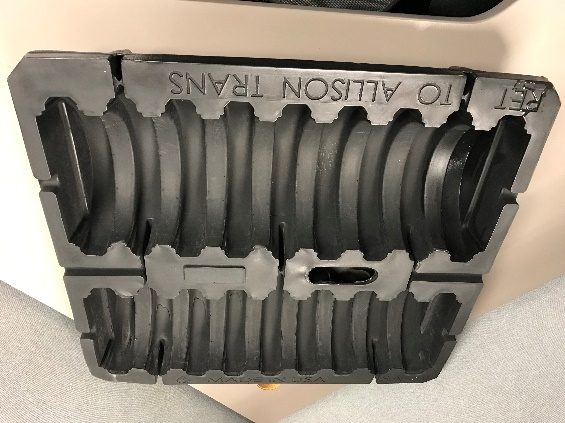 RET TO ALLISON TRANS